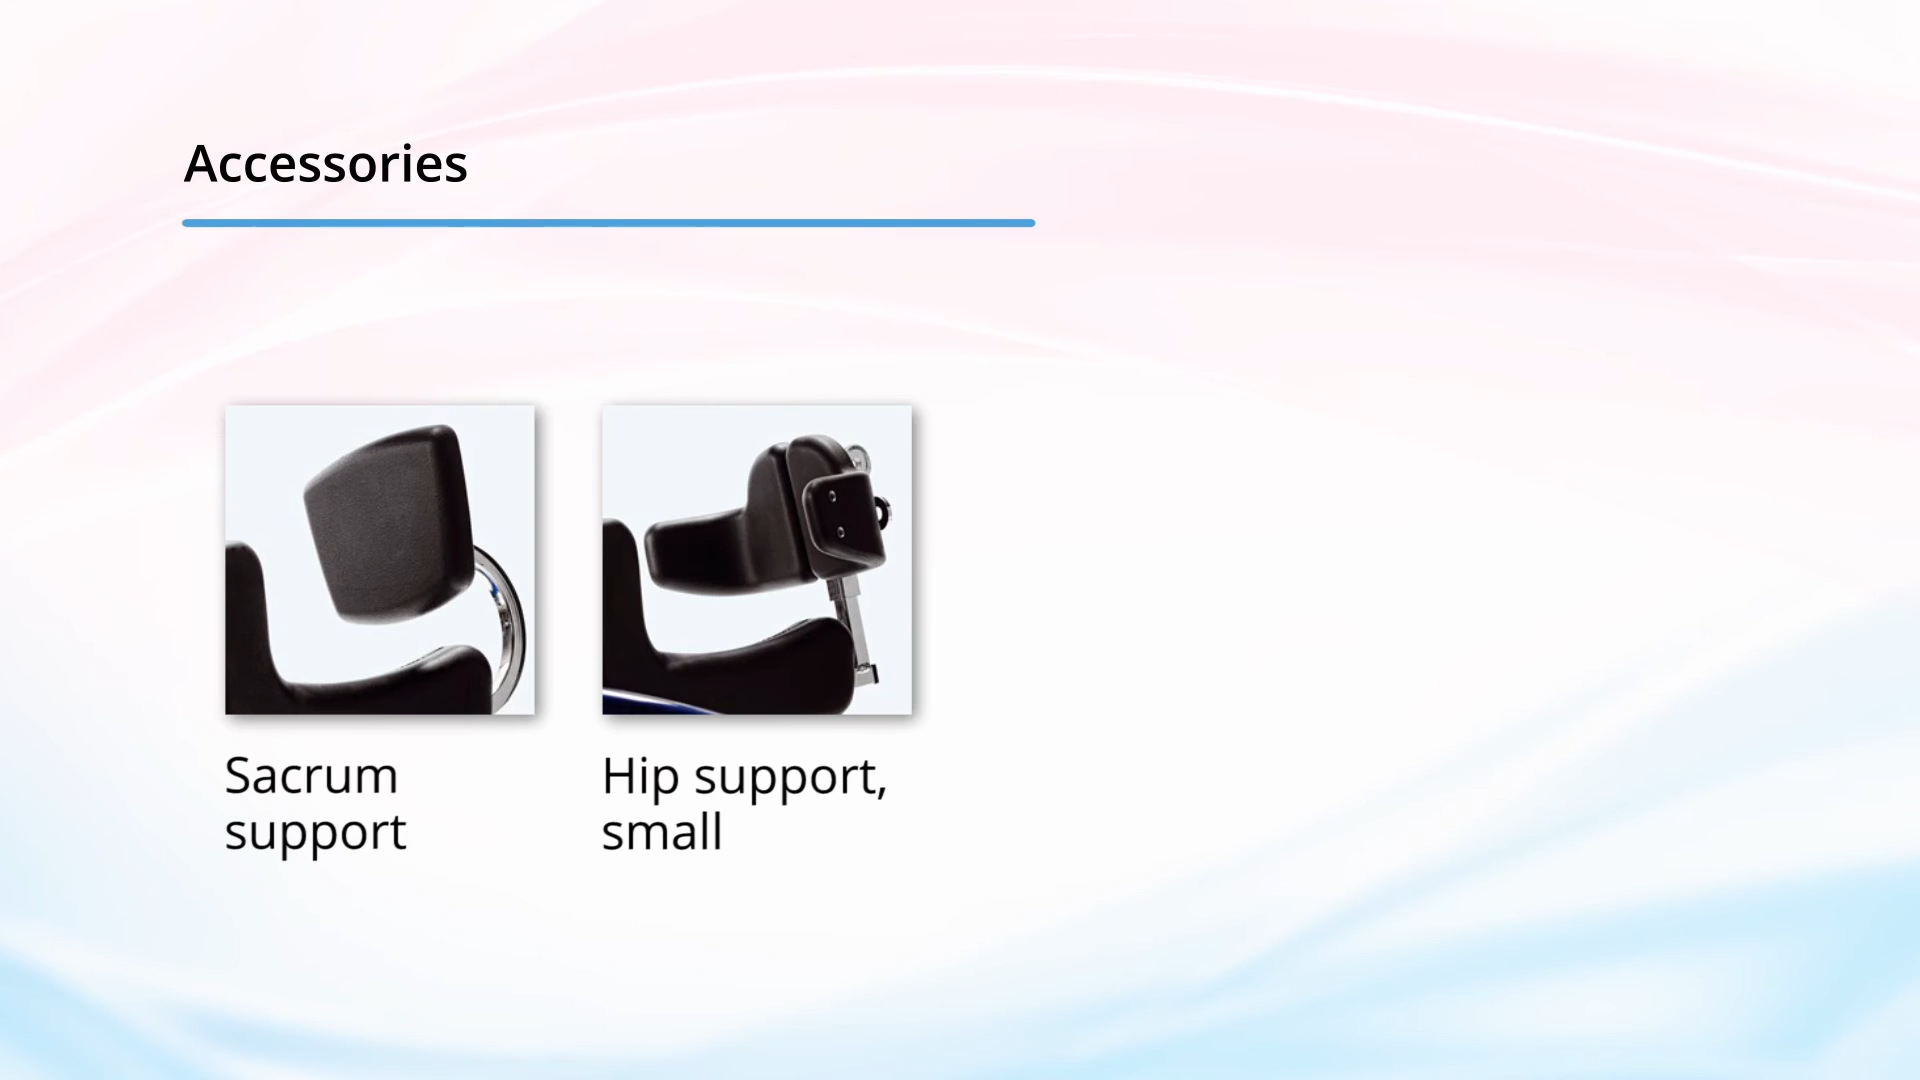 Accessories
Sacrum
support
Hip support,
small